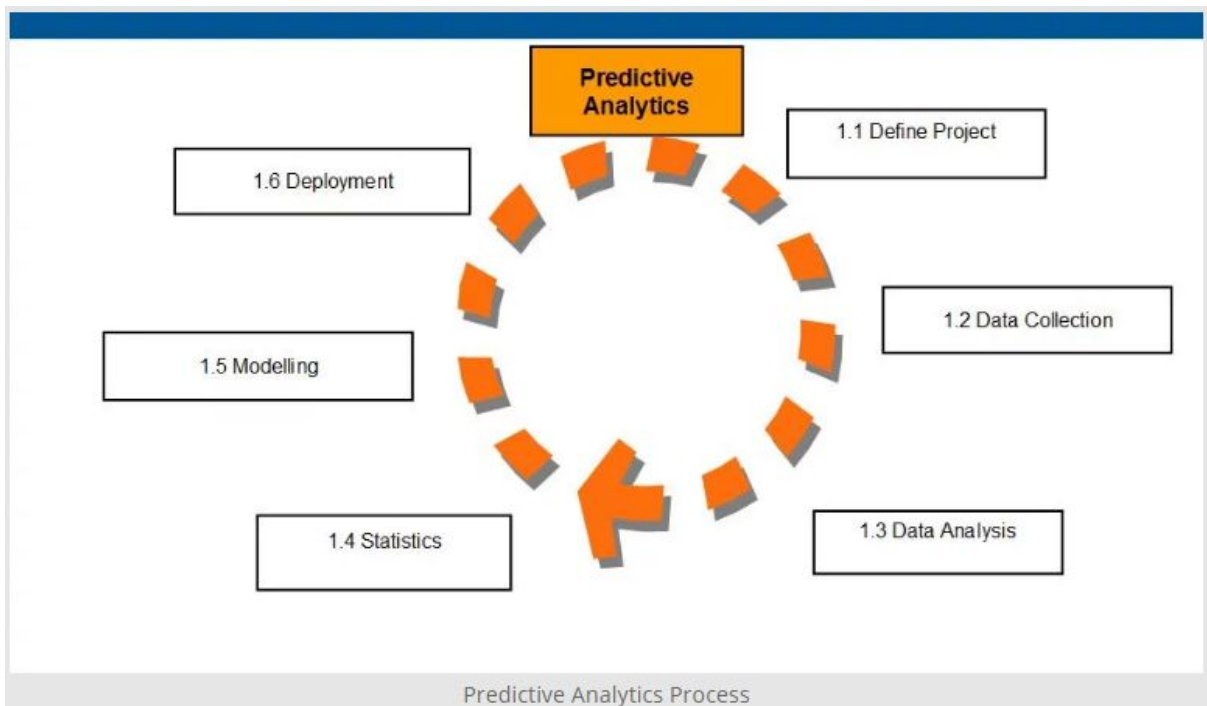 Predictive
Analytics
1.1 Define Project
1.2 Data Collection
1.3 Data Analysis
1.4 Statistics
1.5 Modelling
1.6 Deployment
Predictive Analytics Process